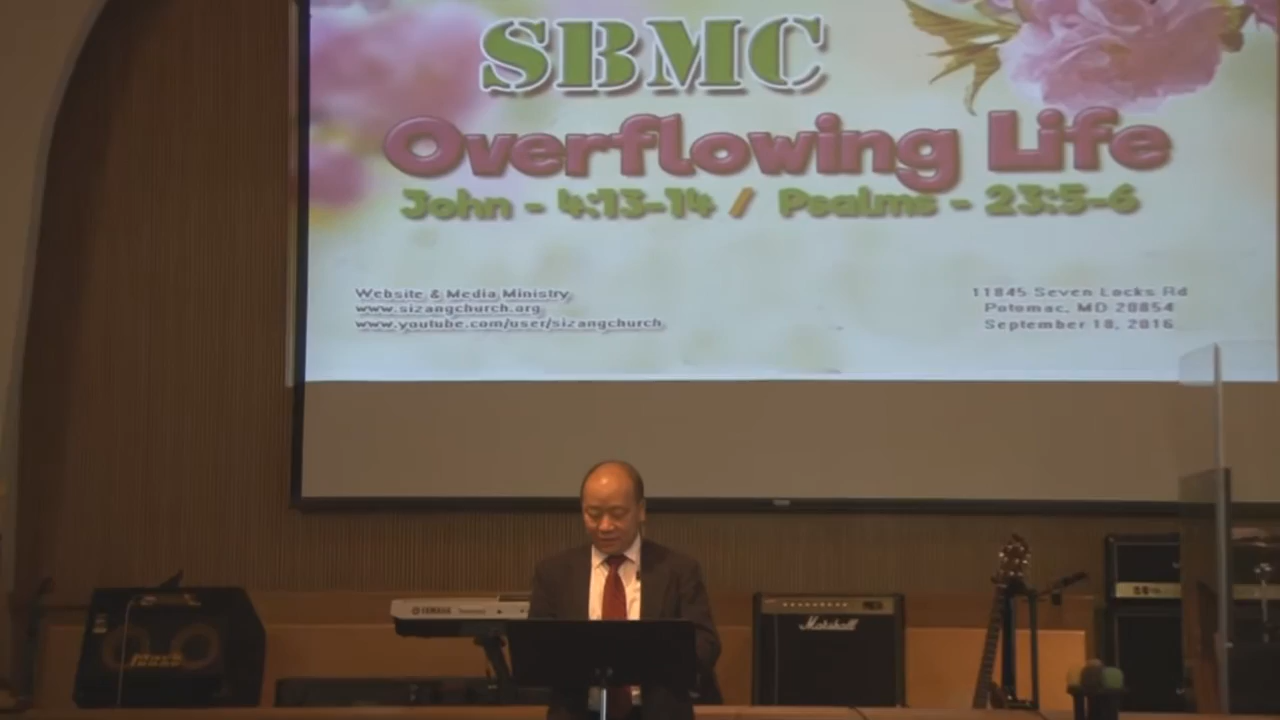 SBMC
Overflowing Life
John - 4:13-14 / Psalms - 23:5-6
Website & Media Ministry
www.sizangchurch.org
www.youtube.com/user/sizangchurch
11845 Seven Locks Rd
Potomac, MD 20854
September 18, 2016
YAMAHA
Marshall